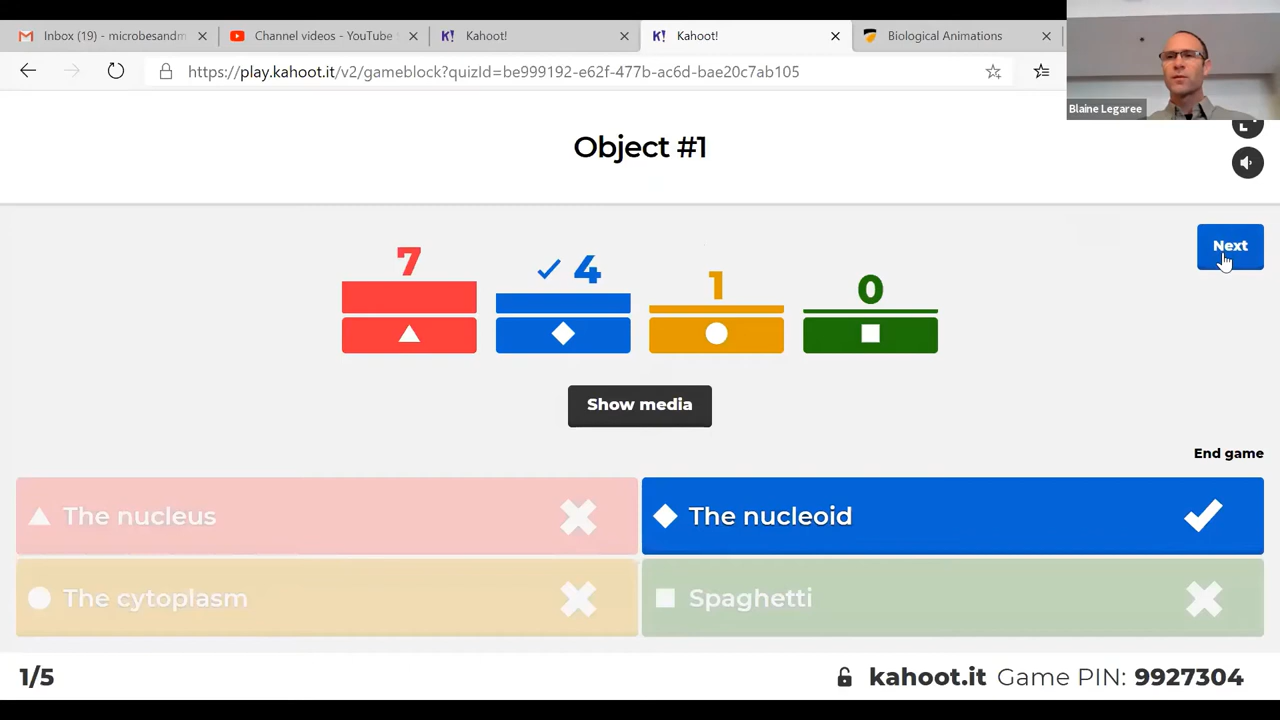 Inbox (19) - microbesandm
Channel videos - YouTube
Kahoot!
Kahoot!
Biological Animations
https://play.kahoot.it/v2/gameblock?quizId=be999192-e62f-477b-ac6d-bae20c7ab105
Blaine Legaree
Object #1
Next
7
4
1
0
Show media
End game
The nucleus
The nucleoid
The cytoplasm
Spaghetti
1/5
kahoot.it Game PIN: 9927304